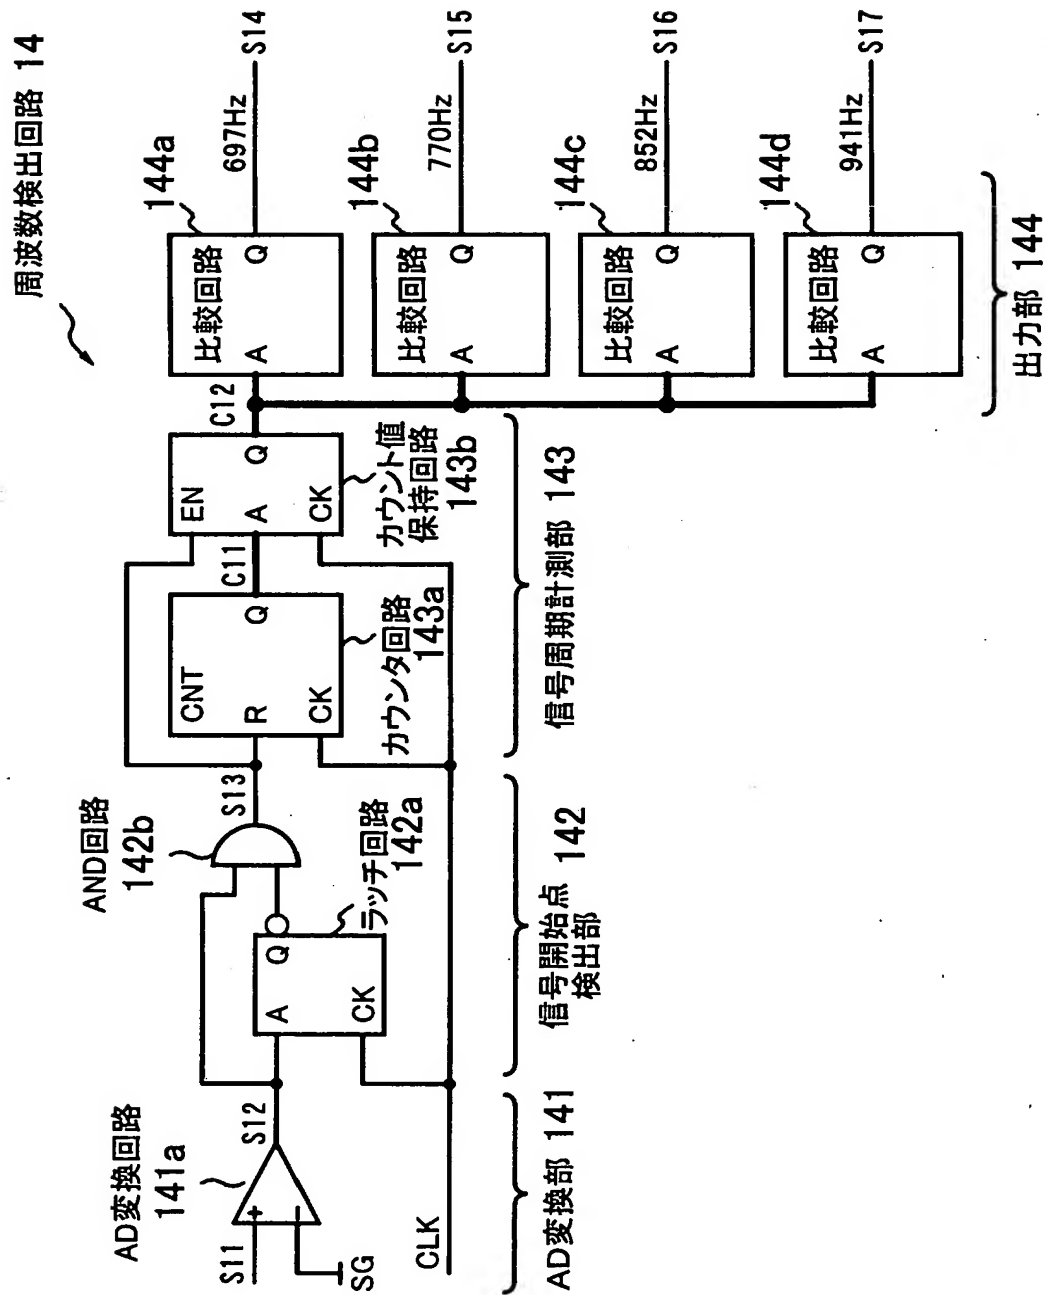 周波数検出回路 14
AD変換回路
141a
S11
+
−
SG
S12
CLK
AD変換部 141
AND回路
142b
A
Q
CK
ラッチ回路
142a
S13
信号開始点
検出部 142
CNT
R
Q
CK
カウンタ回路
143a
C11
EN
A
Q
CK
カウント値
保持回路
143b
C12
信号周期計測部 143
144a
比較回路
A
Q
697Hz
S14
144b
比較回路
A
Q
770Hz
S15
144c
比較回路
A
Q
852Hz
S16
144d
比較回路
A
Q
941Hz
S17
出力部 144